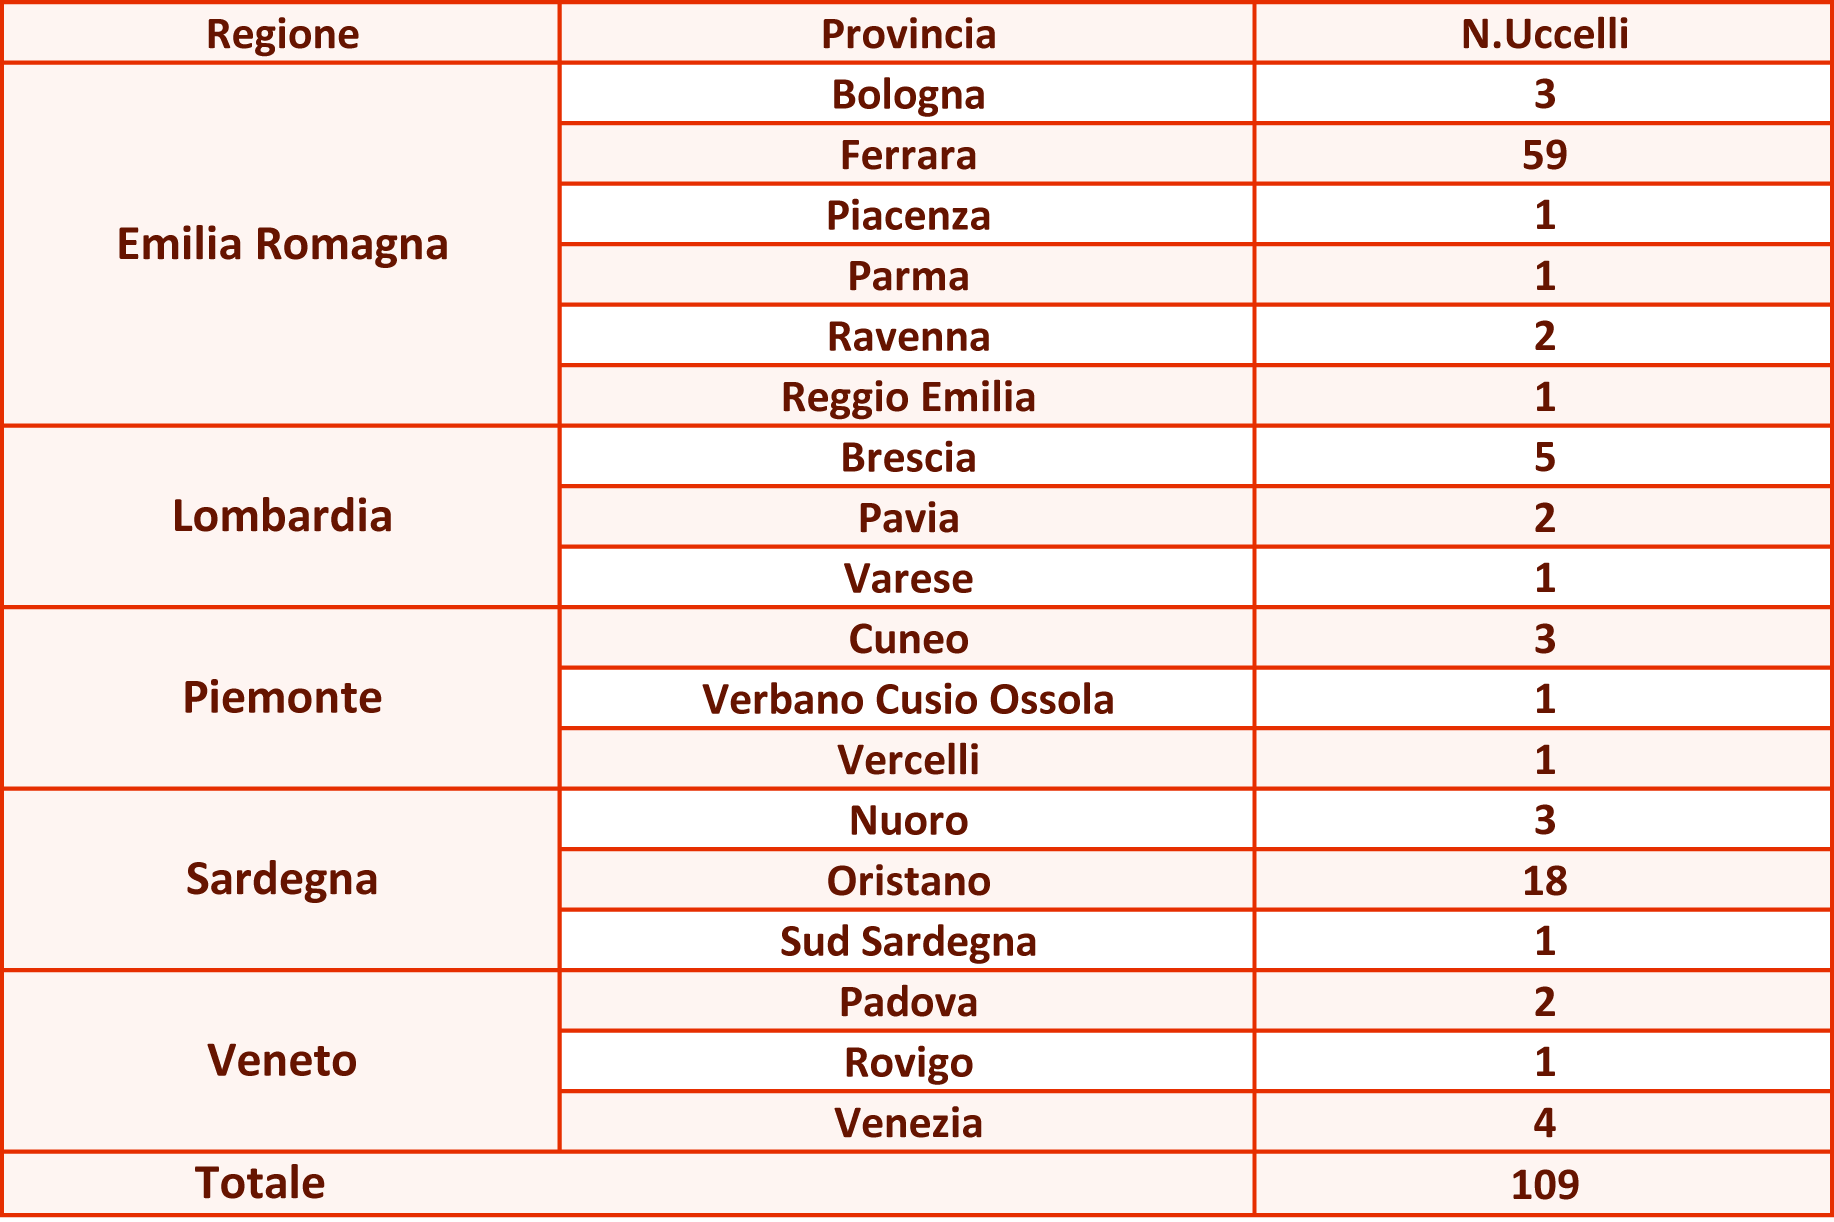 Regione Provincia N.Uccelli
Emilia Romagna Bologna 3
Ferrara 59
Piacenza 1
Parma 1
Ravenna 2
Reggio Emilia 1
Lombardia Brescia 5
Pavia 2
Varese 1
Piemonte Cuneo 3
Verbano Cusio Ossola 1
Vercelli 1
Sardegna Nuoro 3
Oristano 18
Sud Sardegna 1
Veneto Padova 2
Rovigo 1
Venezia 4
Totale 109